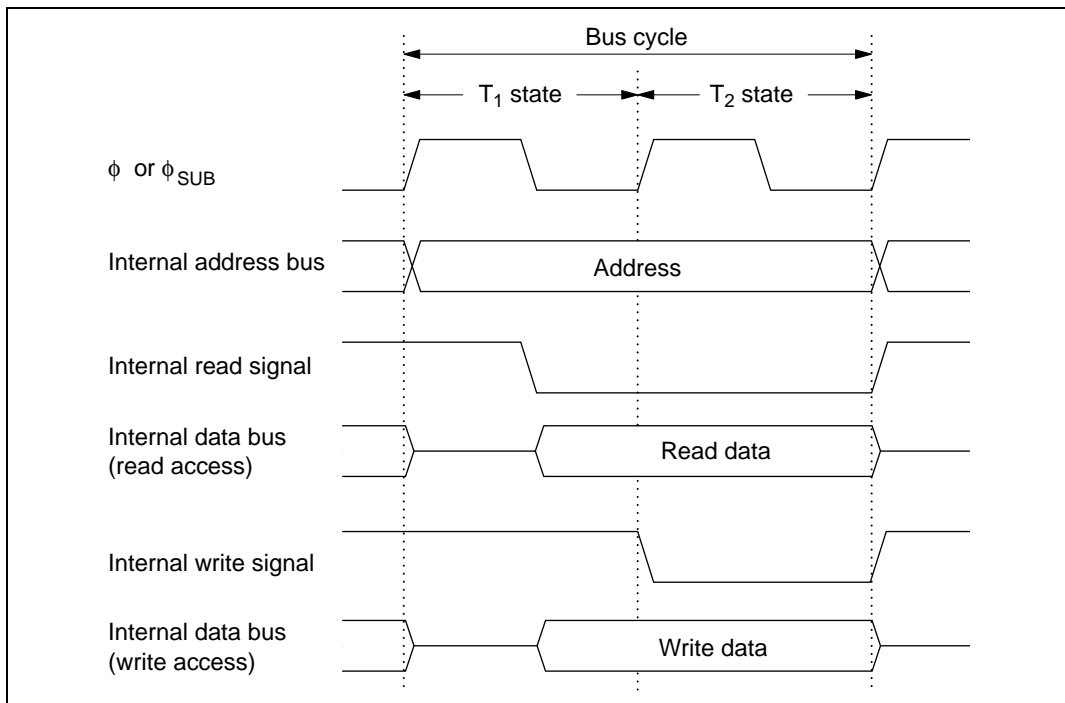 Bus cycle
T1 state
T2 state
ϕ or ϕSUB
Internal address bus
Address
Internal read signal
Internal data bus
(read access)
Read data
Internal write signal
Internal data bus
(write access)
Write data